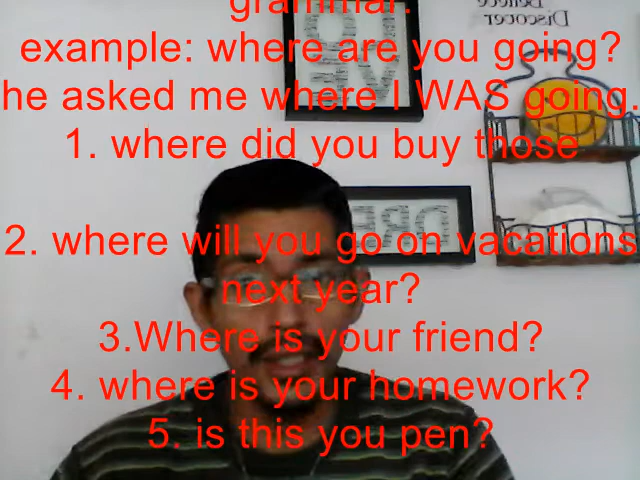 Believe
Discover
grammar.
example: where are you going?
he asked me where I WAS going.
1. where did you buy those
2. where will you go on vacations
next year?
3.Where is your friend?
4. where is your homework?
5. is this you pen?